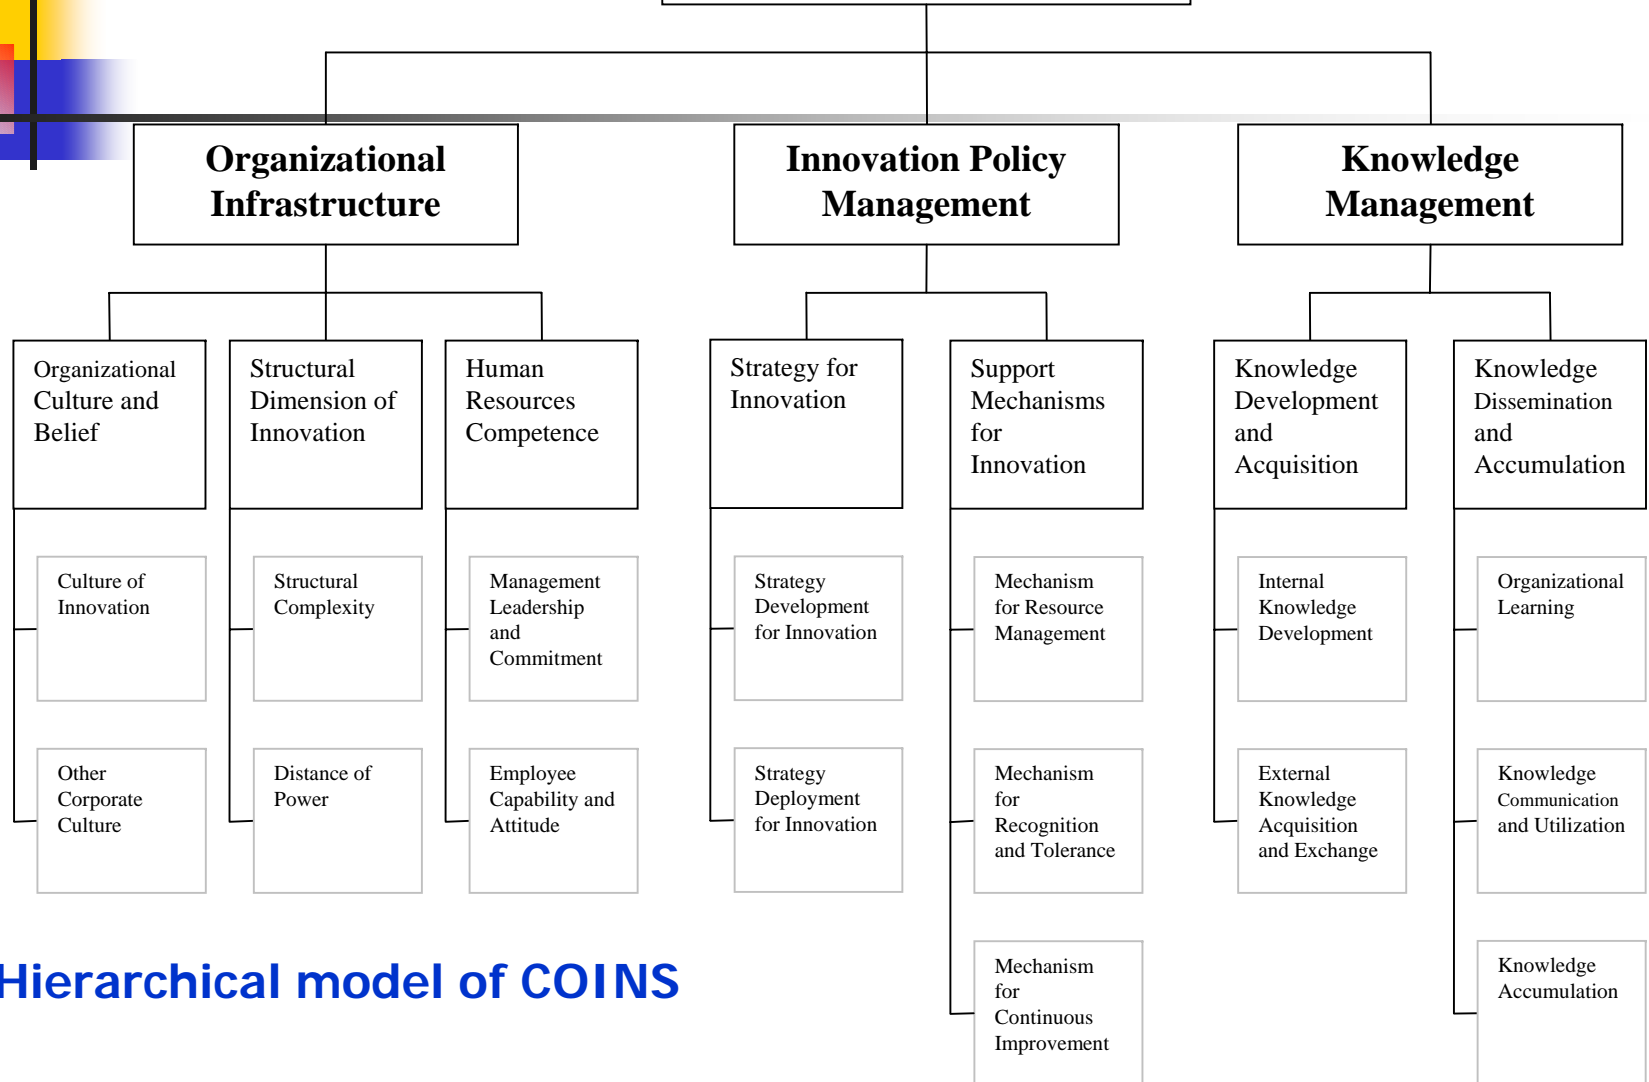 Organizational
Infrastructure
Innovation Policy
Management
Knowledge
Management
Organizational
Culture and
Belief
Structural
Dimension of
Innovation
Human
Resources
Competence
Strategy for
Innovation
Support
Mechanisms
for
Innovation
Knowledge
Development
and
Acquisition
Knowledge
Dissemination
and
Accumulation
Culture of
Innovation
Structural
Complexity
Management
Leadership
and
Commitment
Strategy
Development
for Innovation
Mechanism
for Resource
Management
Internal
Knowledge
Development
Organizational
Learning
Other
Corporate
Culture
Distance of
Power
Employee
Capability and
Attitude
Strategy
Deployment
for Innovation
Mechanism
for
Recognition
and Tolerance
External
Knowledge
Acquisition
and Exchange
Knowledge
Communication
and Utilization
Mechanism
for
Continuous
Improvement
Knowledge
Accumulation
Hierarchical model of COINS